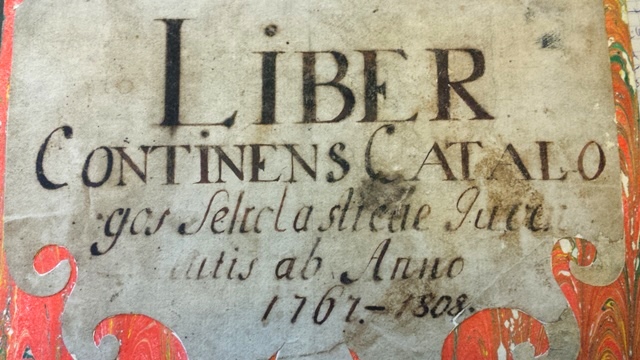 LiBER
CONTiNENS CATALO
gos Scholasticae Juven
tutis ab Anno
1767.-1808.